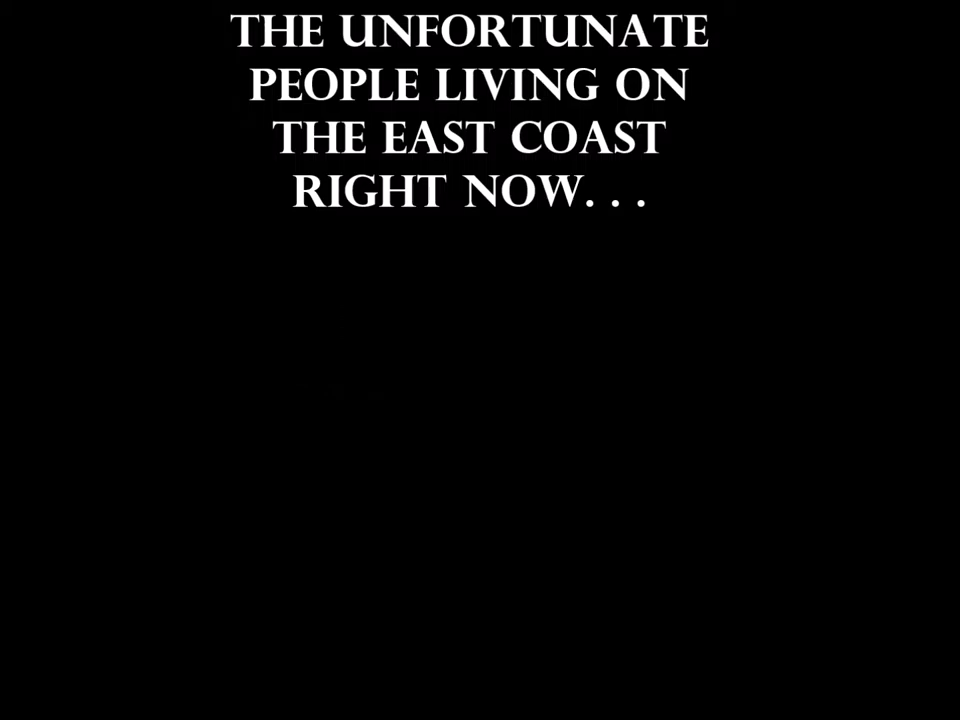 THE UNFORTUNATE
PEOPLE LIVING ON
THE EAST COAST
RIGHT NOW. . .